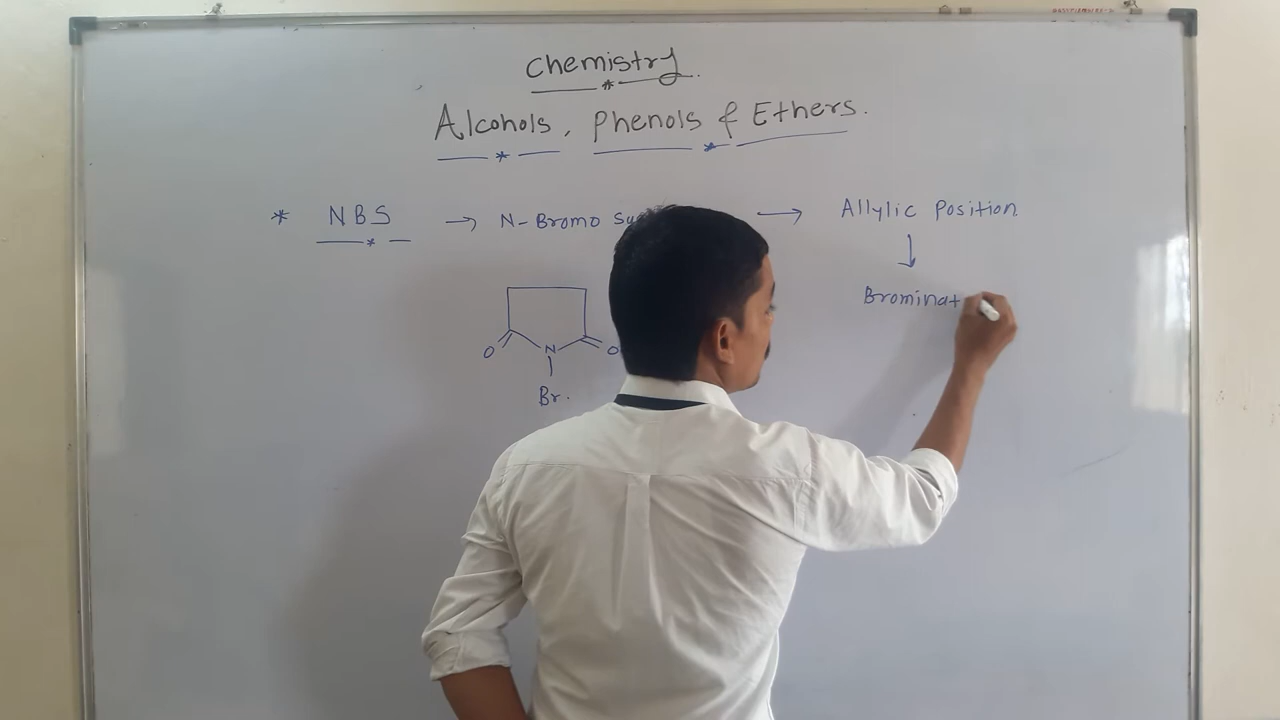 Chemistry.
Alcohols, Phenols & Ethers.
* NBS → N-Bromo → Allylic Position
↓
Brominat
O N O
Br.